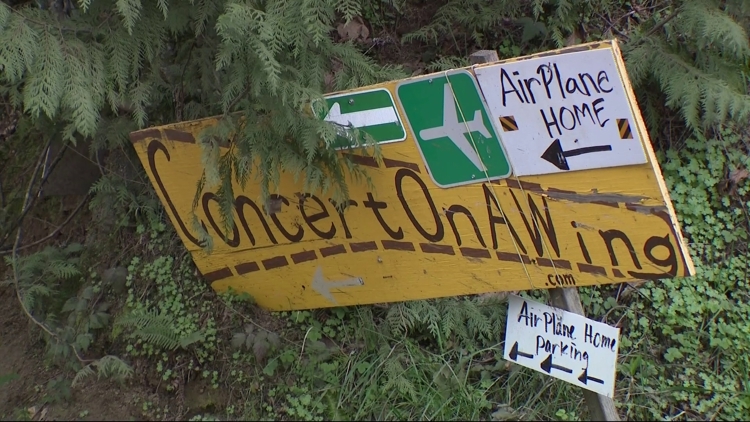 AirPlane
HOME
ConcertOnAWing
.com
AirPlane Home
parking